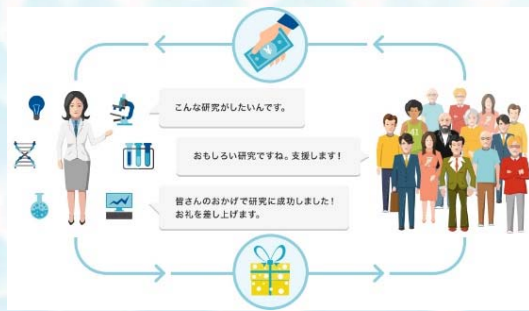 こんな研究がしたいんです。
おもしろい研究ですね。支援します！
皆さんのおかげで研究に成功しました！
お礼を差し上げます。